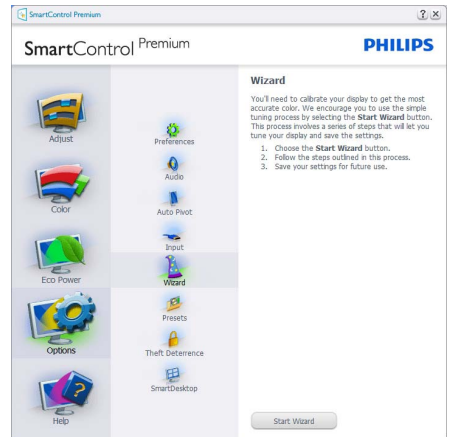 SmartControl Premium
SmartControl Premium
PHILIPS
Adjust
Color
Eco Power
Options
Help
Preferences
Audio
Auto Pivot
Input
Wizard
Presets
Theft Deterrence
SmartDesktop
Wizard
You'll need to calibrate your display to get the most
accurate color. We encourage you to use the simple
tuning process by selecting the Start Wizard button.
This process involves a series of steps that will let you
tune your display and save the settings.
1. Choose the Start Wizard button.
2. Follow the steps outlined in this process.
3. Save your settings for future use.
Start Wizard